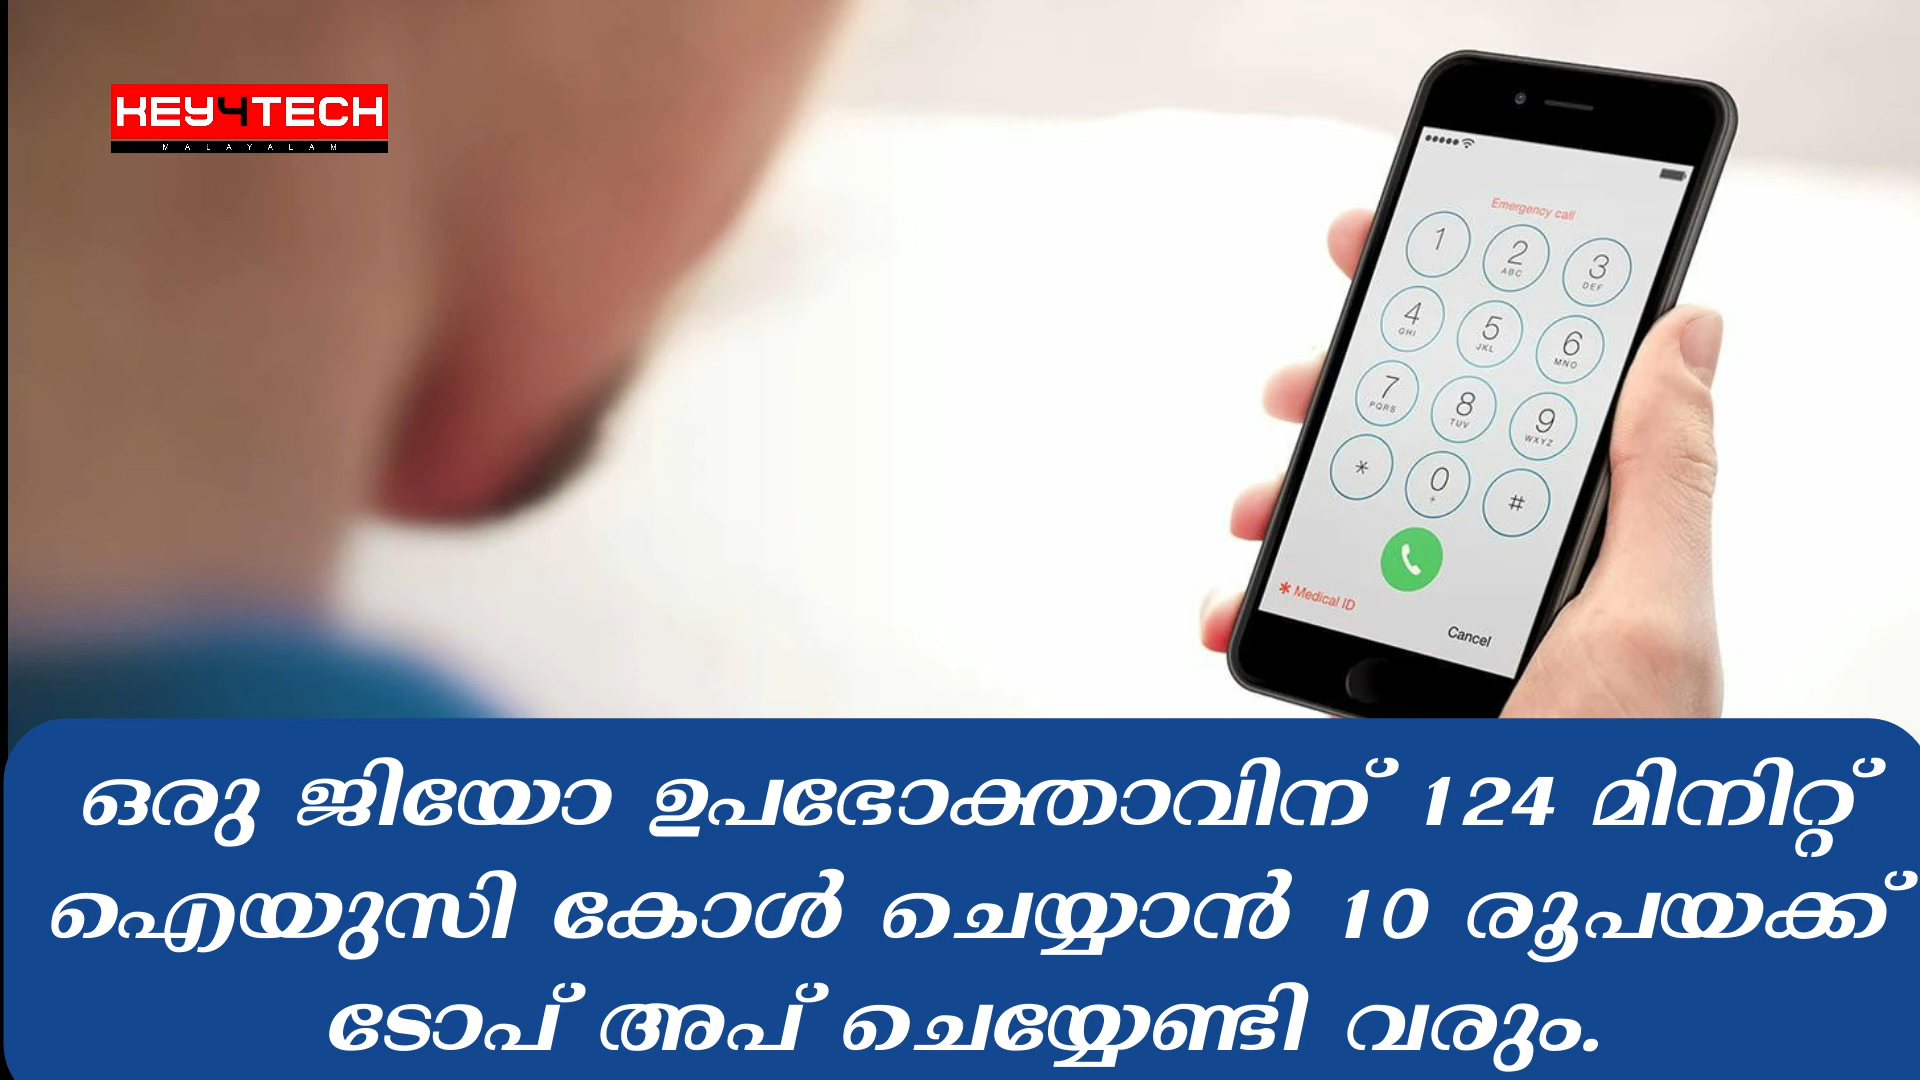 KEY4TECH
MALAYALAM
Emergency call
1
2
ABC
3
DEF
4
GHI
5
JKL
6
MNO
7
PQRS
8
TUV
9
WXYZ
*
0
+
#
* Medical ID
Cancel
ഒരു ജിയോ ഉപഭോക്താവിന് 124 മിനിറ്റ്
ഐയുസി കോൾ ചെയ്യാൻ 10 രൂപയക്ക്
ടോപ് അപ് ചെയ്യേണ്ടി വരും.